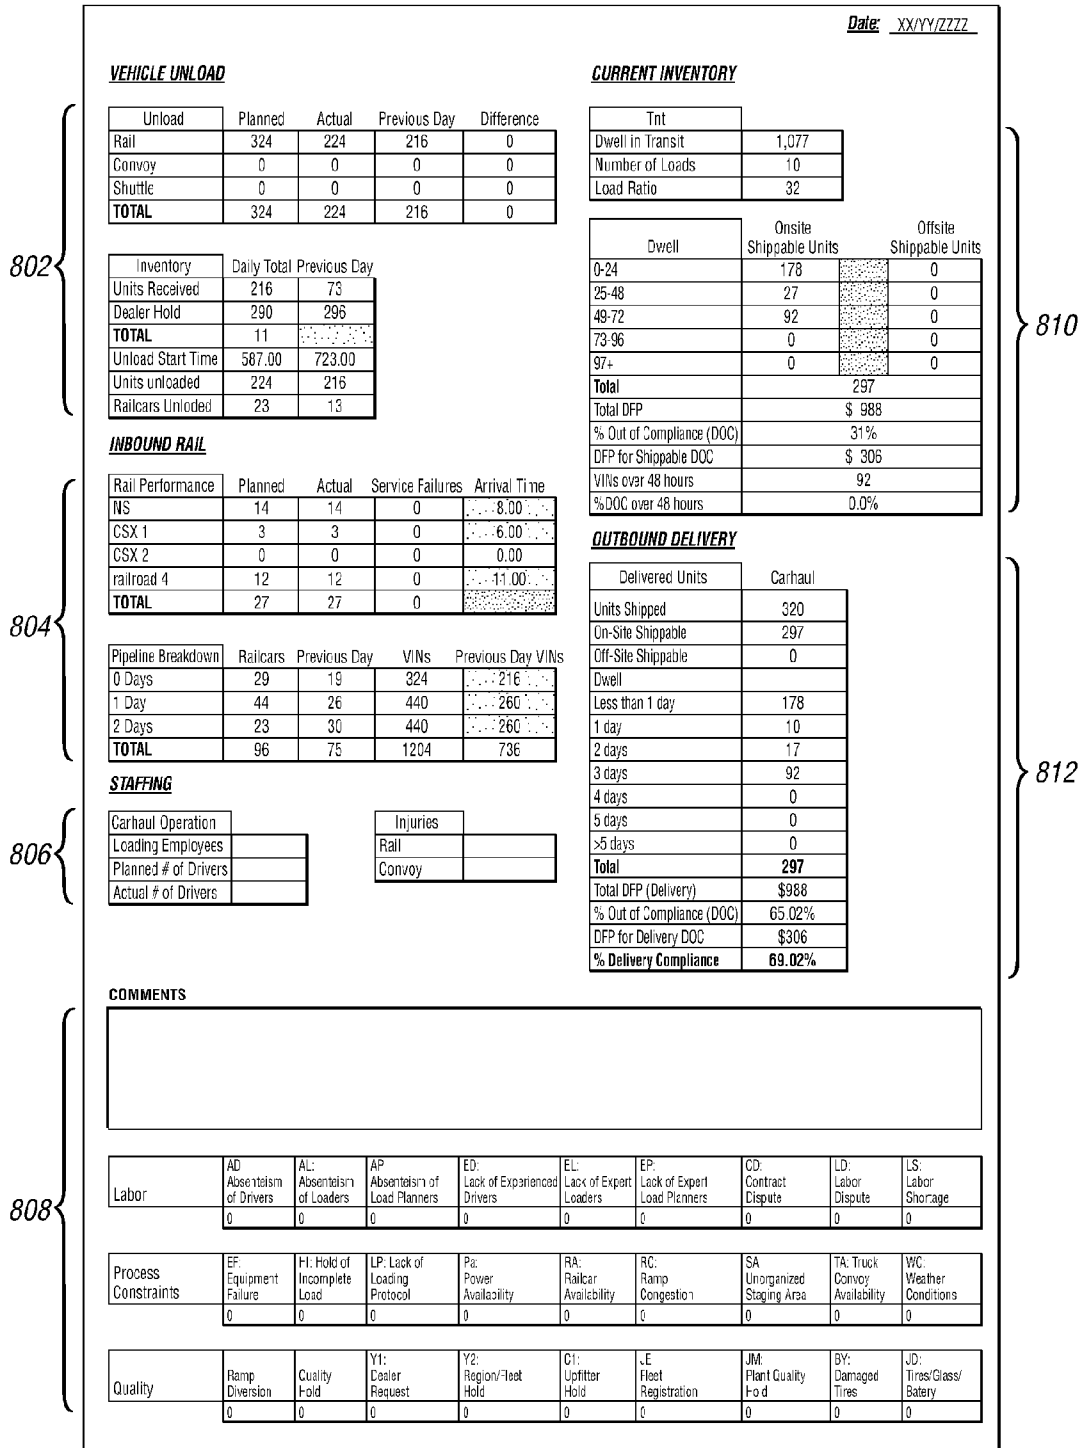 Date: XX/YY/ZZZZ
VEHICLE UNLOAD
Unload Planned Actual Previous Day Difference
Rail 324 224 216 0
Convoy 0 0 0 0
Shuttle 0 0 0 0
TOTAL 324 224 216 0
802
Inventory Daily Total Previous Day
Units Received 216 73
Dealer Hold 290 296
TOTAL 11
Unload Start Time 587.00 723.00
Units unloaded 224 216
Railcars Unloded 23 13
INBOUND RAIL
Rail Performance Planned Actual Service Failures Arrival Time
NS 14 14 0 8.00
CSX 1 3 3 0 6.00
CSX 2 0 0 0 0.00
railroad 4 12 12 0 11.00
TOTAL 27 27 0
804
Pipeline Breakdown Railcars Previous Day VINs Previous Day VINs
0 Days 29 19 324 216
1 Day 44 26 440 260
2 Days 23 30 440 260
TOTAL 96 75 1204 736
STAFFING
Carhaul Operation
Loading Employees
Planned # of Drivers
Actual # of Drivers
806
Injuries
Rail
Convoy
CURRENT INVENTORY
Tnt
Dwell in Transit 1,077
Number of Loads 10
Load Ratio 32
Onsite Offsite
Dwell Shippable Units Shippable Units
0-24 178 0
25-48 27 0
49-72 92 0
73-96 0 0
97+ 0 0
Total 297
Total DFP $ 988
% Out of Compliance (DOC) 31%
DFP for Shippable DOC $ 306
VINs over 48 hours 92
%DOC over 48 hours 0.0%
810
OUTBOUND DELIVERY
Delivered Units Carhaul
Units Shipped 320
On-Site Shippable 297
Off-Site Shippable 0
Dwell
Less than 1 day 178
1 day 10
2 days 17
3 days 92
4 days 0
5 days 0
>5 days 0
Total 297
Total DFP (Delivery) $988
% Out of Compliance (DOC) 65.02%
DFP for Delivery DOC $306
% Delivery Compliance 69.02%
812
COMMENTS
808
Labor
AD Absenteism of Drivers
AL: Absenteism of Loaders
AP Absenteism of Load Planners
ED: Lack of Experienced Drivers
EL: Lack of Expert Loaders
EP: Lack of Expert Load Planners
CD: Contract Dispute
LD: Labor Dispute
LS: Labor Shortage
0 0 0 0 0 0 0 0 0
Process Constraints
EF: Equipment Failure
HI: Hold of Incomplete Load
LP: Lack of Loading Protocol
Pa: Power Availability
RA: Railcar Availability
RC: Ramp Congestion
SA Unorganized Staging Area
TA: Truck Convoy Availability
WC: Weather Conditions
0 0 0 0 0 0 0 0 0
Quality
Ramp Diversion
Quality Hold
Y1: Dealer Request
Y2: Region/Fleet Hold
C1: Upfitter Hold
JE Fleet Registration
JM: Plant Quality Hold
BY: Damaged Tires
JD: Tires/Glass/ Batery
0 0 0 0 0 0 0 0 0